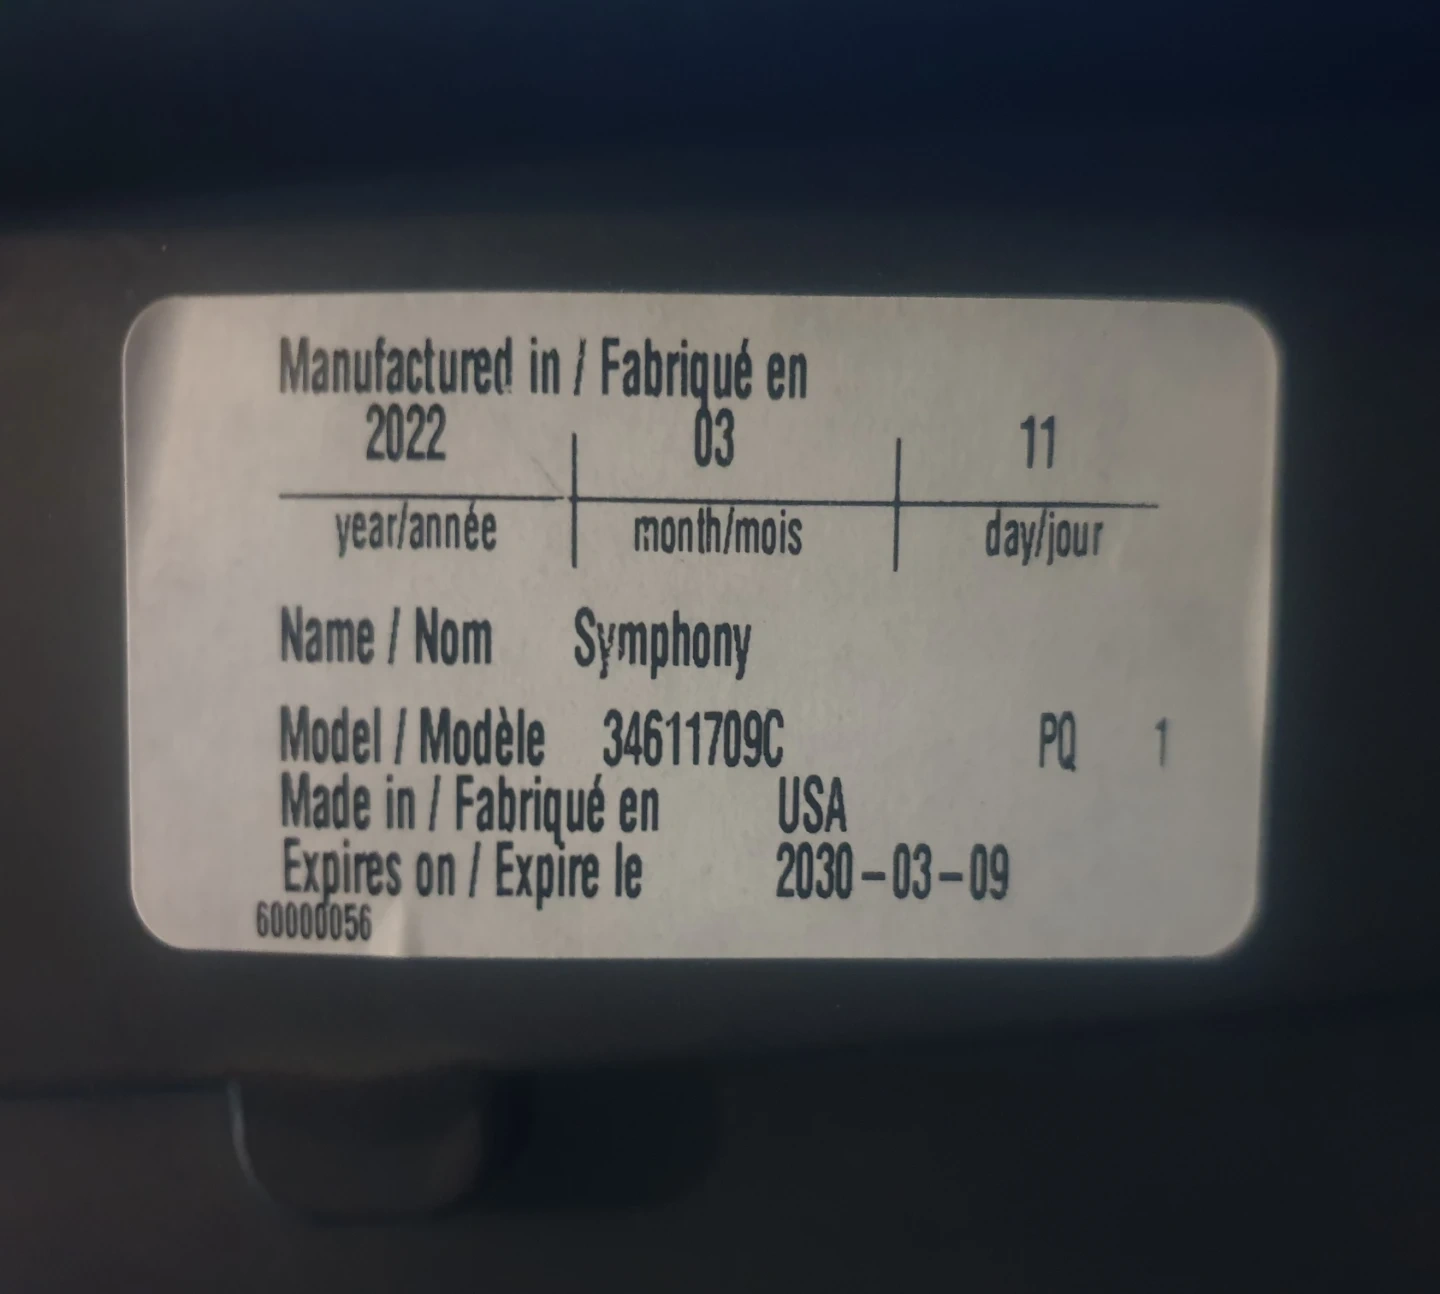 Manufactured in / Fabriqué en
2022 03 11
year/année month/mois day/jour
Name / Nom Symphony
Model / Modèle 34611709C PQ 1
Made in / Fabriqué en USA
Expires on / Expire le 2030-03-09
60000056